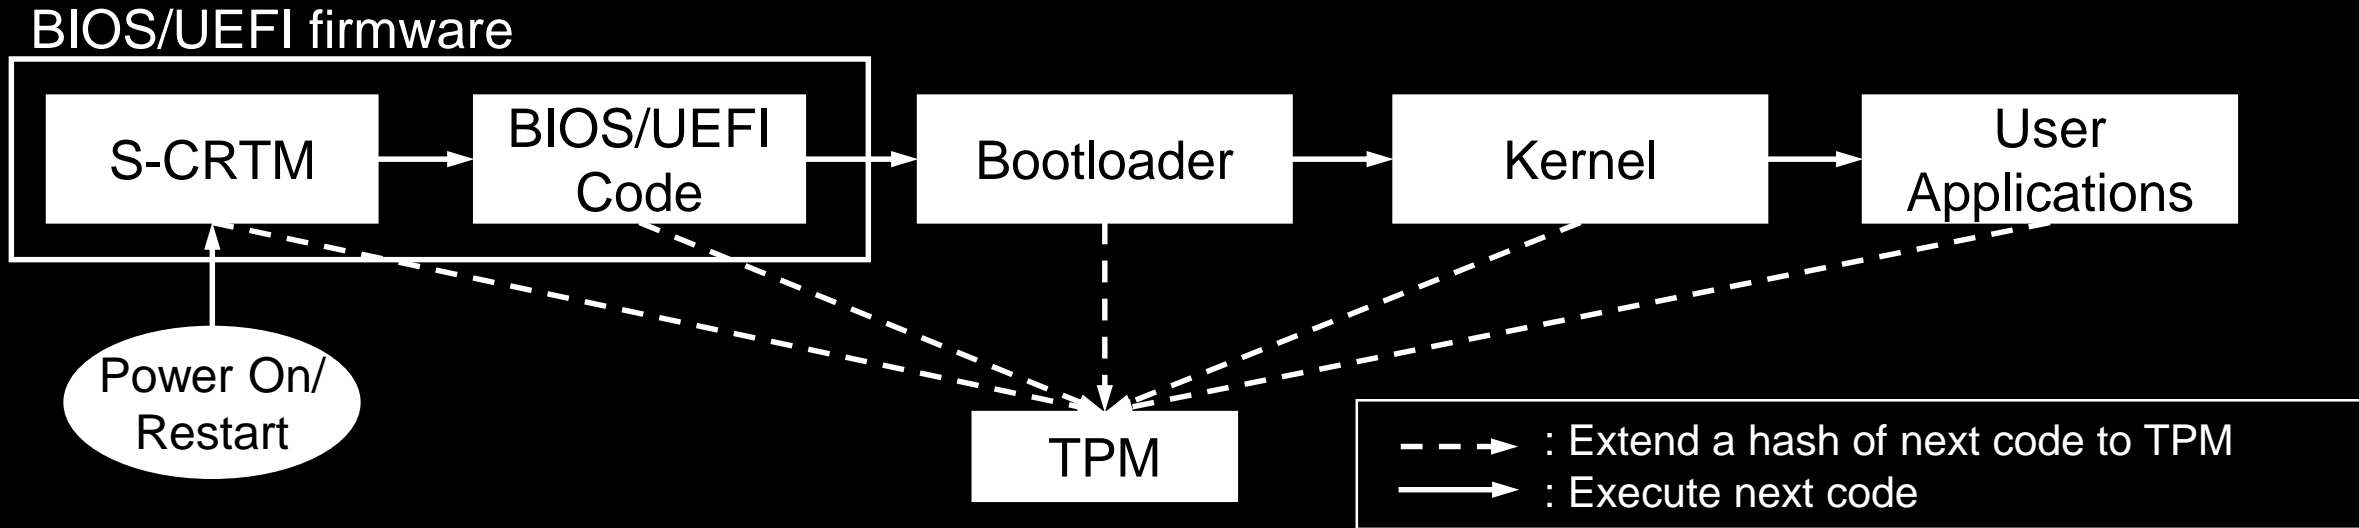 BIOS/UEFI firmware
S-CRTM
BIOS/UEFI
Code
Bootloader
Kernel
User
Applications
Power On/
Restart
TPM
: Extend a hash of next code to TPM
: Execute next code